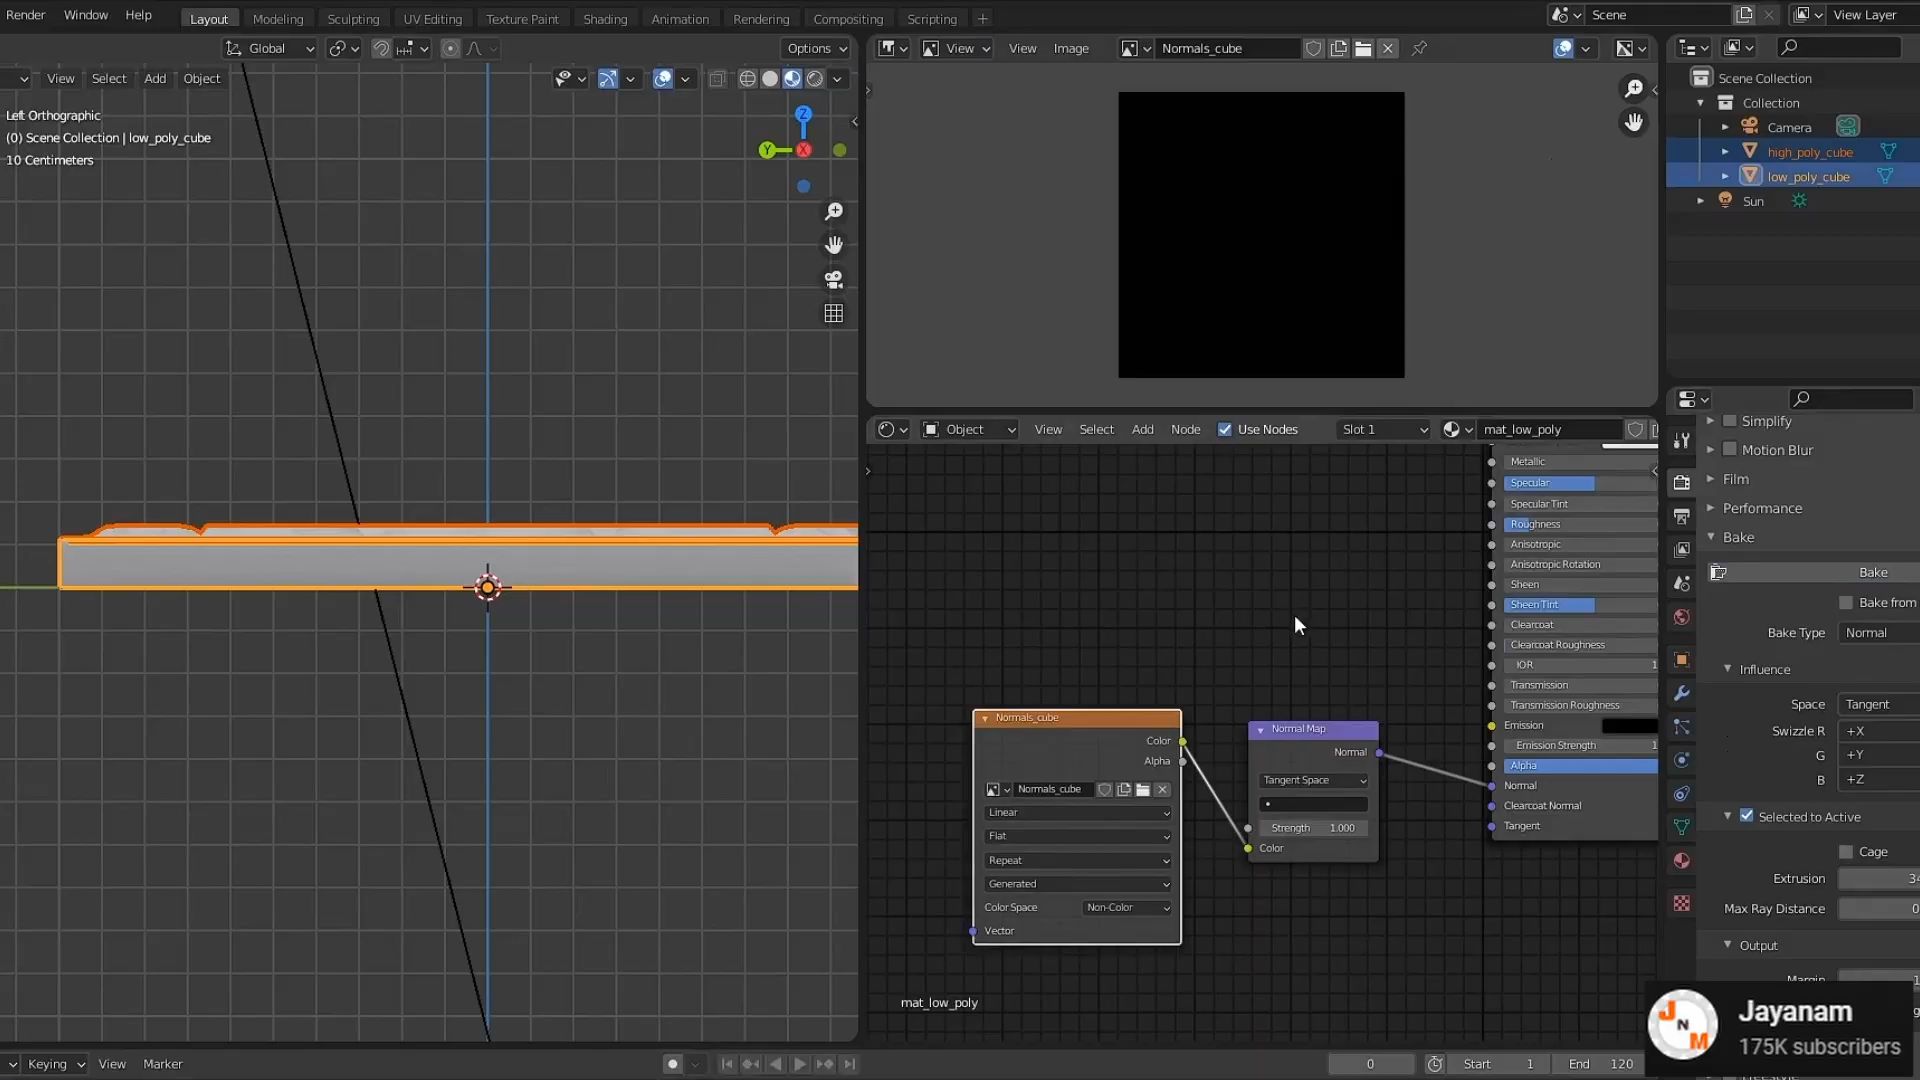 Render Window Help Layout Modeling Sculpting UV Editing Texture Paint Shading Animation Rendering Compositing Scripting + Scene View Layer
Global Options
View Select Add Object
Left Orthographic
(0) Scene Collection | low_poly_cube
10 Centimeters
Z
Y X
View View Image Normals_cube
Object View Select Add Node Use Nodes Slot 1 mat_low_poly
Metallic
Specular
Specular Tint
Roughness
Anisotropic
Anisotropic Rotation
Sheen
Sheen Tint
Clearcoat
Clearcoat Roughness
IOR 1
Transmission
Transmission Roughness
Emission
Emission Strength 1
Alpha
Normal
Clearcoat Normal
Tangent
Normals_cube
Color
Alpha
Normals_cube
Linear
Flat
Repeat
Generated
Color Space Non-Color
Vector
Normal Map
Normal
Tangent Space
Strength 1.000
Color
mat_low_poly
Scene Collection
Collection
Camera
high_poly_cube
low_poly_cube
Sun
Simplify
Motion Blur
Film
Performance
Bake
Bake
Bake from
Bake Type Normal
Influence
Space Tangent
Swizzle R +X
G +Y
B +Z
Selected to Active
Cage
Extrusion 34
Max Ray Distance 0
Output
Margin
JNM
Jayanam
175K subscribers
Keying View Marker 0 Start 1 End 120